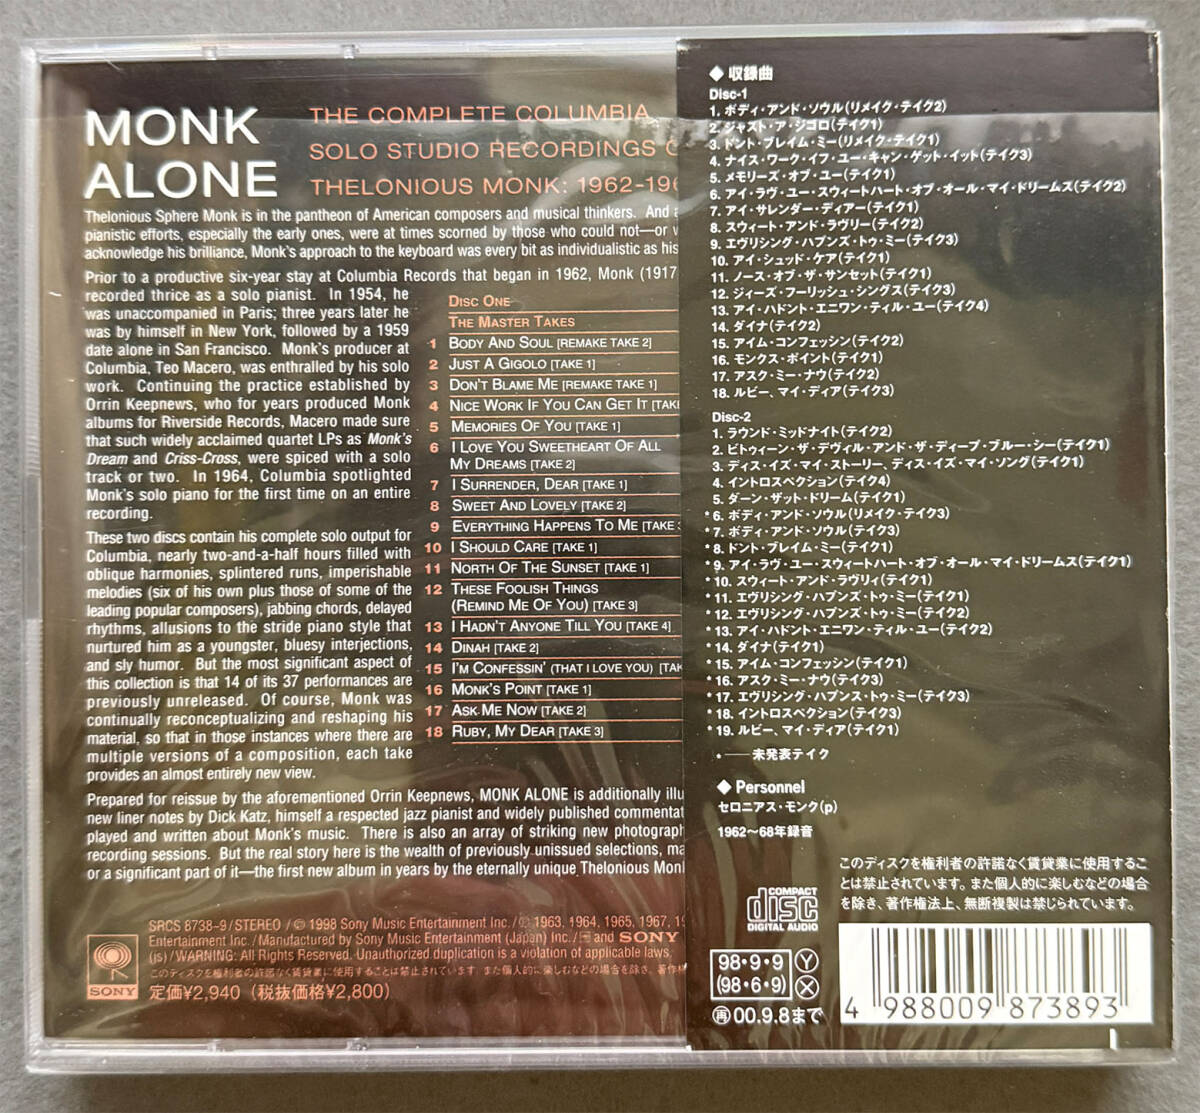 MONK
ALONE
THE COMPLETE COLUMBIA
SOLO STUDIO RECORDINGS
THELONIOUS MONK: 1962-196
Thelonious Sphere Monk is in the pantheon of American composers and musical thinkers. And
pianistic efforts, especially the early ones, were at times scorned by those who could not—or
acknowledge his brilliance, Monk's approach to the keyboard was every bit as individualistic as his
Prior to a productive six-year stay at Columbia Records that began in 1962, Monk (1917
recorded thrice as a solo pianist. In 1954, he
was unaccompanied in Paris; three years later he
was by himself in New York, followed by a 1959
date alone in San Francisco. Monk's producer at
Columbia, Teo Macero, was enthralled by his solo
work. Continuing the practice established by
Orrin Keepnews, who for years produced Monk
albums for Riverside Records, Macero made sure
that such widely acclaimed quartet LPs as Monk's
Dream and Criss-Cross, were spiced with a solo
track or two. In 1964, Columbia spotlighted
Monk's solo piano for the first time on an entire
recording.
These two discs contain his complete solo output for
Columbia, nearly two-and-a-half hours filled with
oblique harmonies, splintered runs, imperishable
melodies (six of his own plus those of some of the
leading popular composers), jabbing chords, delayed
rhythms, allusions to the stride piano style that
nurtured him as a youngster, bluesy interjections,
and sly humor. But the most significant aspect of
this collection is that 14 of its 37 performances are
previously unreleased. Of course, Monk was
continually reconceptualizing and reshaping his
material, so that in those instances where there are
multiple versions of a composition, each take
provides an almost entirely new view.
Prepared for reissue by the aforementioned Orrin Keepnews, MONK ALONE is additionally
new liner notes by Dick Katz, himself a respected jazz pianist and widely published
played and written about Monk's music. There is also an array of striking new
recording sessions. But the real story here is the wealth of previously unissued selections,
or a significant part of it—the first new album in years by the eternally unique Thelonious Monk
DISC ONE
THE MASTER TAKES
1 BODY AND SOUL [REMAKE TAKE 2]
2 JUST A GIGOLO [TAKE 1]
3 DON'T BLAME ME [REMAKE TAKE 1]
4 NICE WORK IF YOU CAN GET IT [TAK
5 MEMORIES OF YOU [TAKE 1]
6 I LOVE YOU SWEETHEART OF ALL
MY DREAMS [TAKE 2]
7 I SURRENDER, DEAR [TAKE 1]
8 SWEET AND LOVELY [TAKE 2]
9 EVERYTHING HAPPENS TO ME [TAKE 3
10 I SHOULD CARE [TAKE 1]
11 NORTH OF THE SUNSET [TAKE 1]
12 THESE FOOLISH THINGS
(REMIND ME OF YOU) [TAKE 3]
13 I HADN'T ANYONE TILL YOU [TAKE 4]
14 DINAH [TAKE 2]
15 I'M CONFESSIN' (THAT I LOVE YOU) [TAK
16 MONK'S POINT [TAKE 1]
17 ASK ME NOW [TAKE 2]
18 RUBY, MY DEAR [TAKE 3]
SRCS 8738~9/STEREO/© 1998 Sony Music Entertainment Inc./℗ 1963, 1964, 1965, 1967, 19
Entertainment Inc./Manufactured by Sony Music Entertainment (Japan) Inc./ and SONY
(js)/WARNING: All Rights Reserved. Unauthorized duplication is a violation of applicable laws.
このディスクを権利者の許諾なく賃貸業に使用することは禁止されています。また個人的に楽しむなどの場合を除き、著作権
定価¥2,940(税抜価格¥2,800)
SONY
◆ 収録曲
Disc-1
1. ボディ・アンド・ソウル(リメイク・テイク2)
2. ジャスト・ア・ジゴロ(テイク1)
3. ドント・ブレイム・ミー(リメイク・テイク1)
4. ナイス・ワーク・イフ・ユー・キャン・ゲット・イット(テイク3)
5. メモリーズ・オブ・ユー(テイク1)
6. アイ・ラヴ・ユー・スウィートハート・オブ・オール・マイ・ドリームス(テイク2)
7. アイ・サレンダー・ディアー(テイク1)
8. スウィート・アンド・ラヴリー(テイク2)
9. エヴリシング・ハプンズ・トゥ・ミー(テイク3)
10. アイ・シュッド・ケア(テイク1)
11. ノース・オブ・ザ・サンセット(テイク1)
12. ジィーズ・フーリッシュ・シングス(テイク3)
13. アイ・ハドント・エニワン・ティル・ユー(テイク4)
14. ダイナ(テイク2)
15. アイム・コンフェッシン(テイク2)
16. モンクス・ポイント(テイク1)
17. アスク・ミー・ナウ(テイク2)
18. ルビー、マイ・ディア(テイク3)
Disc-2
1. ラウンド・ミッドナイト(テイク2)
2. ビトゥィーン・ザ・デヴィル・アンド・ザ・ディープ・ブルー・シー(テイク1)
3. ディス・イズ・マイ・ストーリー、ディス・イズ・マイ・ソング(テイク1)
4. イントロスペクション(テイク4)
5. ダーン・ザット・ドリーム(テイク1)
*6. ボディ・アンド・ソウル(リメイク・テイク3)
*7. ボディ・アンド・ソウル(テイク3)
*8. ドント・ブレイム・ミー(テイク1)
*9. アイ・ラヴ・ユー・スウィートハート・オブ・オール・マイ・ドリームス(テイク1)
*10. スウィート・アンド・ラヴリィ(テイク1)
*11. エヴリシング・ハプンズ・トゥ・ミー(テイク1)
*12. エヴリシング・ハプンズ・トゥ・ミー(テイク2)
*13. アイ・ハドント・エニワン・ティル・ユー(テイク2)
*14. ダイナ(テイク1)
*15. アイム・コンフェッシン(テイク1)
*16. アスク・ミー・ナウ(テイク3)
*17. エヴリシング・ハプンス・トゥ・ミー(テイク3)
*18. イントロスペクション(テイク3)
*19. ルビー、マイ・ディア(テイク1)
*——未発表テイク
◆ Personnel
セロニアス・モンク(p)
1962〜68年録音
このディスクを権利者の許諾なく賃貸業に使用するこ
とは禁止されています。また個人的に楽しむなどの場合
を除き、著作権法上、無断複製は禁じられています。
COMPACT
disc
DIGITAL AUDIO
98・9・9 Ⓨ
(98・6・9) Ⓧ
再 00.9.8まで
4 988009 873893